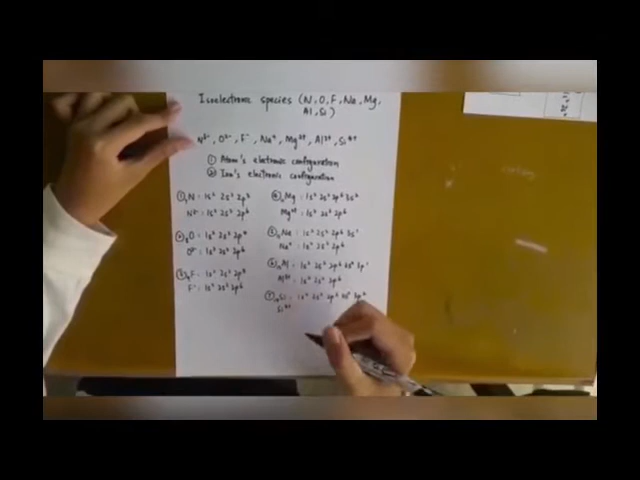 Isoelectronic species (N, O, F, Na, Mg,
Al, Si)
N³⁻, O²⁻, F⁻, Na⁺, Mg²⁺, Al³⁺, Si⁴⁺
① Atom's electronic configuration
② Ion's electronic configuration
① ₇N = 1s² 2s² 2p³
N³⁻ = 1s² 2s² 2p⁶
② ₈O = 1s² 2s² 2p⁴
O²⁻ = 1s² 2s² 2p⁶
③ ₉F = 1s² 2s² 2p⁵
F⁻ = 1s² 2s² 2p⁶
Mg = 1s² 2s² 2p⁶ 3s²
Mg²⁺ = 1s² 2s² 2p⁶
Na = 1s² 2s² 2p⁶ 3s¹
Na⁺ = 1s² 2s² 2p⁶
Al = 1s² 2s² 2p⁶ 3s² 3p¹
Al³⁺ = 1s² 2s² 2p⁶
⑦ Si = 1s² 2s² 2p⁶ 3s² 3p²
Si⁴⁺